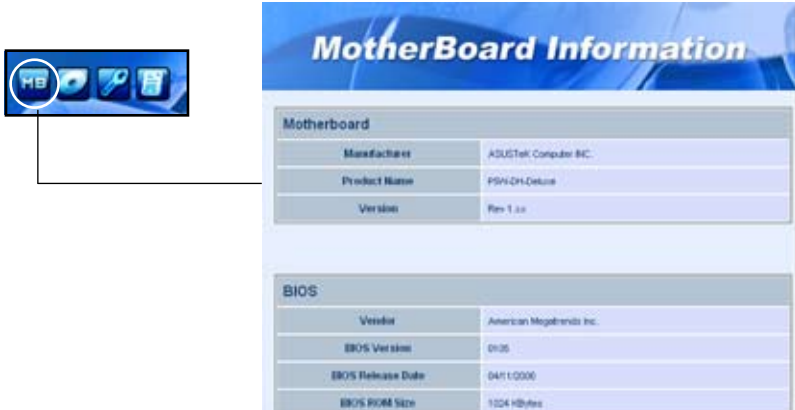 MotherBoard Information
MB
Motherboard
Manufacturer ASUSTeK Computer INC.
Product Name P5W-DH-Deluxe
Version Rev 1.xx
BIOS
Vendor American Megatrends Inc.
BIOS Version
BIOS Release Date
BIOS ROM Size 1024 KBytes